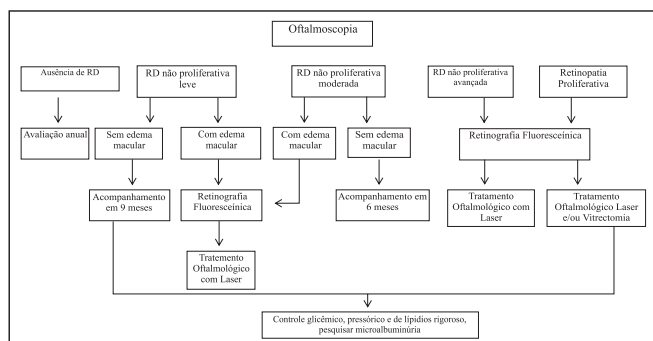 Oftalmoscopia
Ausência de RD
RD não proliferativa
leve
RD não proliferativa
moderada
RD não proliferativa
avançada
Retinopatia
Proliferativa
Avaliação anual
Sem edema
macular
Com edema
macular
Com edema
macular
Sem edema
macular
Retinografia Fluoresceínica
Acompanhamento
em 9 meses
Retinografia
Fluoresceínica
Acompanhamento em
6 meses
Tratamento
Oftalmológico com
Laser
Tratamento
Oftalmológico Laser
e/ou Vitrectomia
Tratemento
Oftalmológico
com Laser
Controle glicêmico, pressórico e de lípidios rigoroso,
pesquisar microalbuminúria